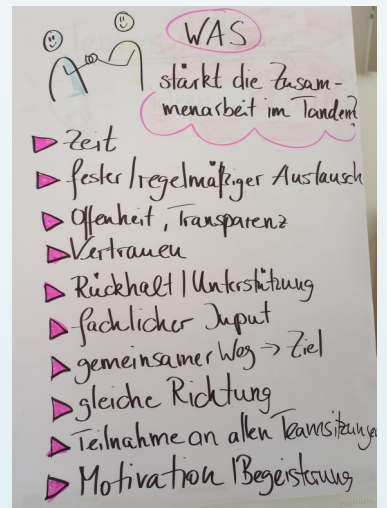 WAS
stärkt die Zusam-
menarbeit im Tandem?
Zeit
fester/regelmäßiger Austausch
Offenheit, Transparenz
Vertrauen
Rückhalt | Unterstützung
fachlicher Input
gemeinsamer Weg → Ziel
gleiche Richtung
Teilnahme an allen Teamsitzungen
Motivation | Begeisterung